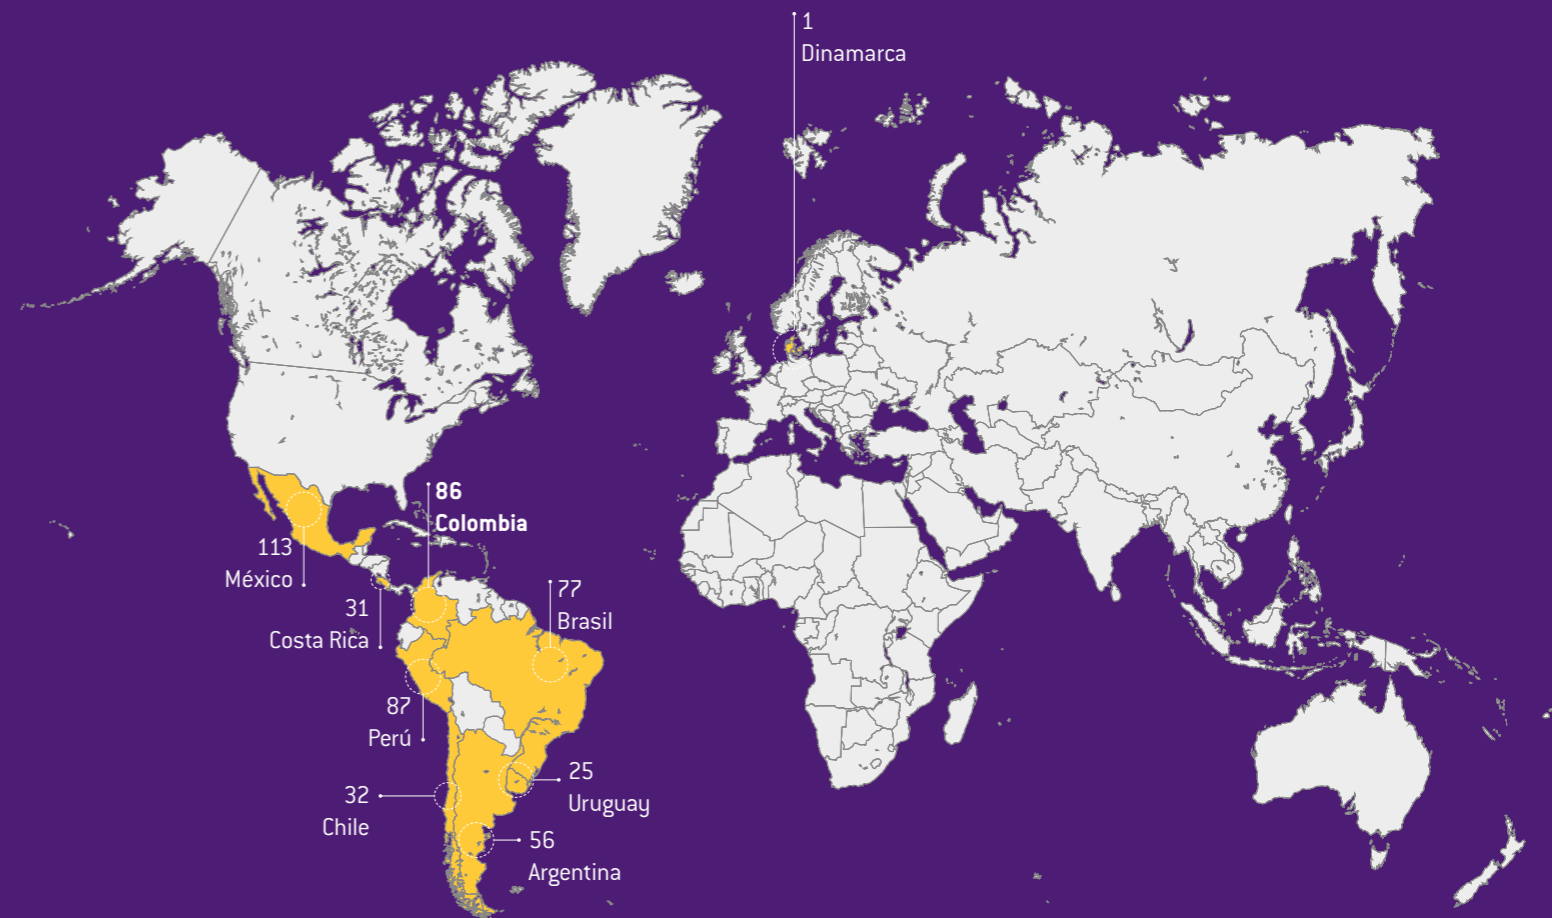 1
Dinamarca
86
Colombia
113
México
77
Brasil
31
Costa Rica
87
Perú
25
Uruguay
32
Chile
56
Argentina